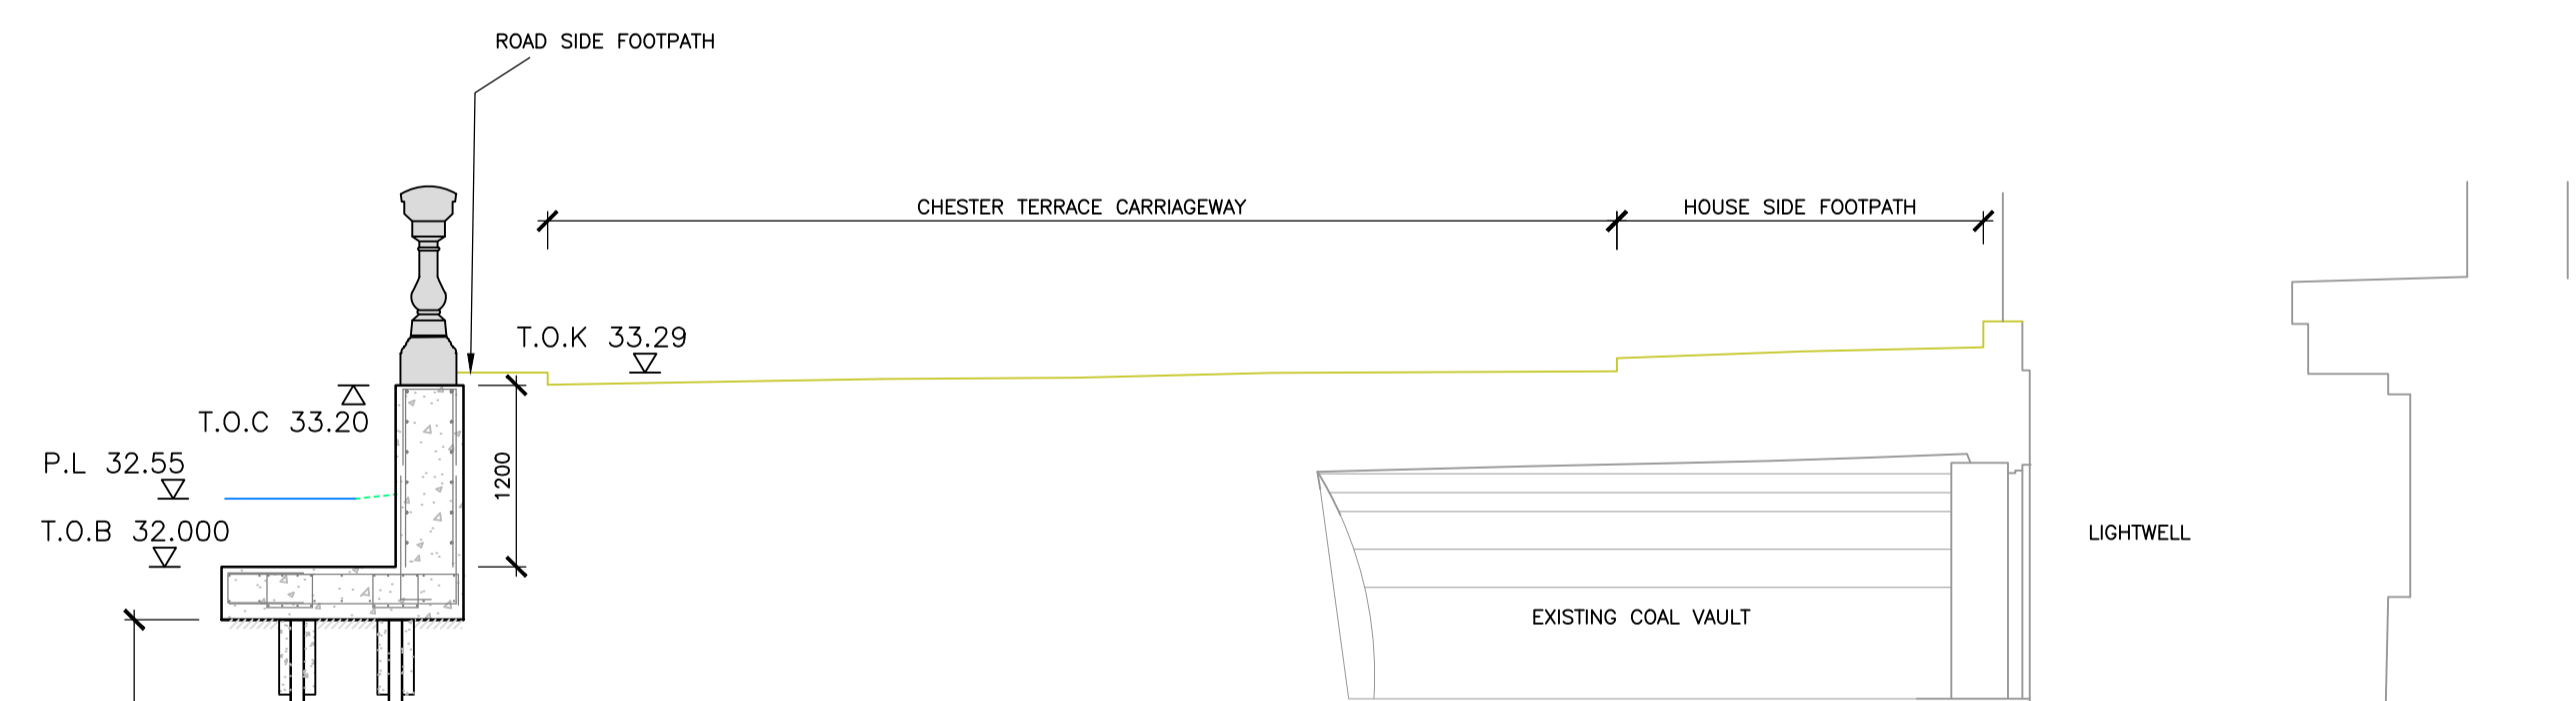 ROAD SIDE FOOTPATH
CHESTER TERRACE CARRIAGEWAY
HOUSE SIDE FOOTPATH
T.O.K 33.29
T.O.C 33.20
P.L 32.55
1200
T.O.B 32.000
LIGHTWELL
EXISTING COAL VAULT